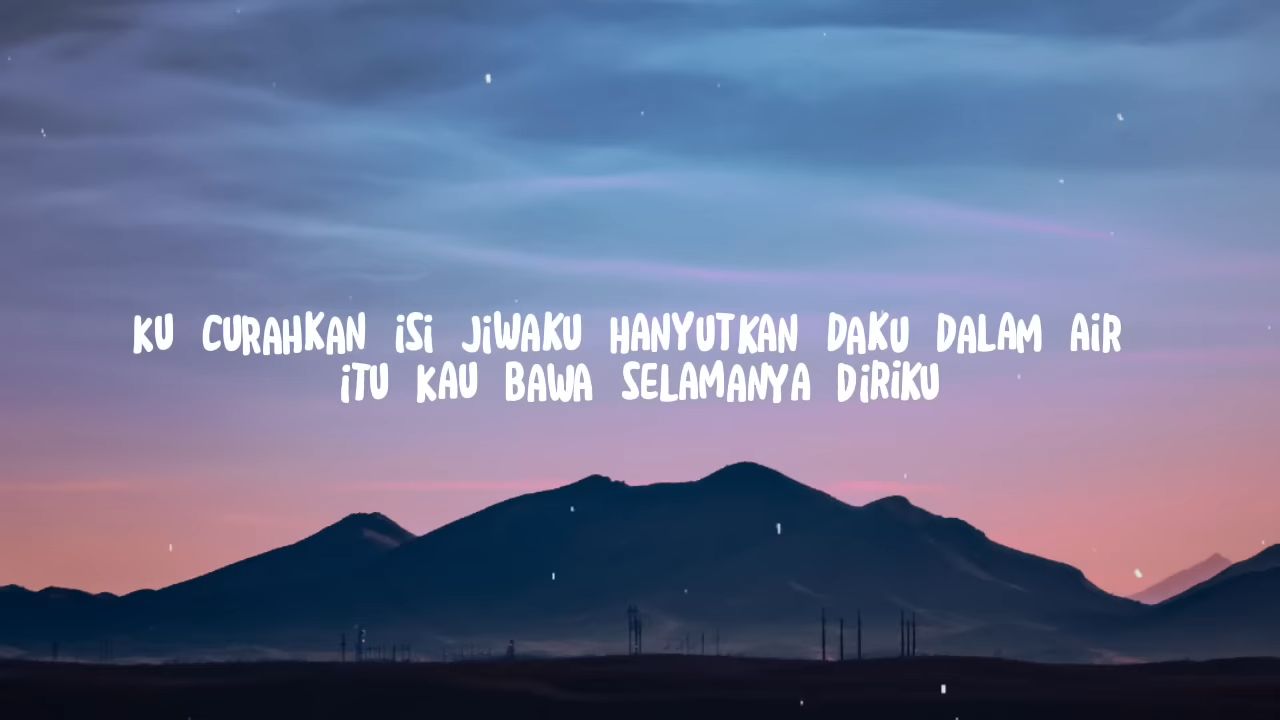 KU CURAHKAN iSi JiWAKU HANYUTKAN DAKU DALAM AiR
iTU KAU BAWA SELAMANYA DiRiKU